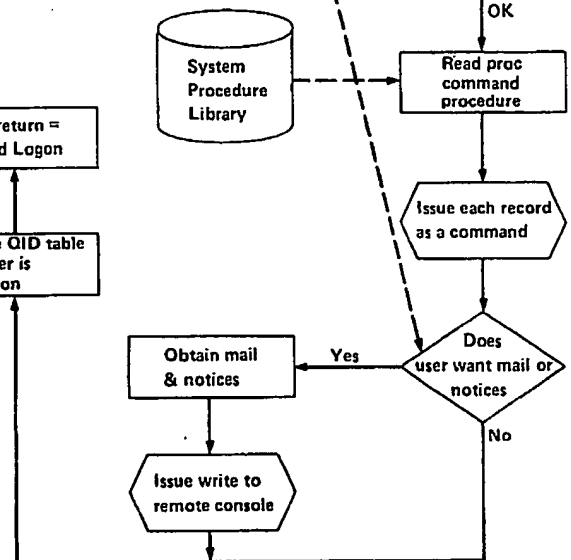 OK
System
Procedure
Library
Read proc
command
procedure
return =
d Logon
Issue each record
as a command
QID table
er is
on
Does
user want mail or
notices
Yes
Obtain mail
& notices
No
Issue write to
remote console